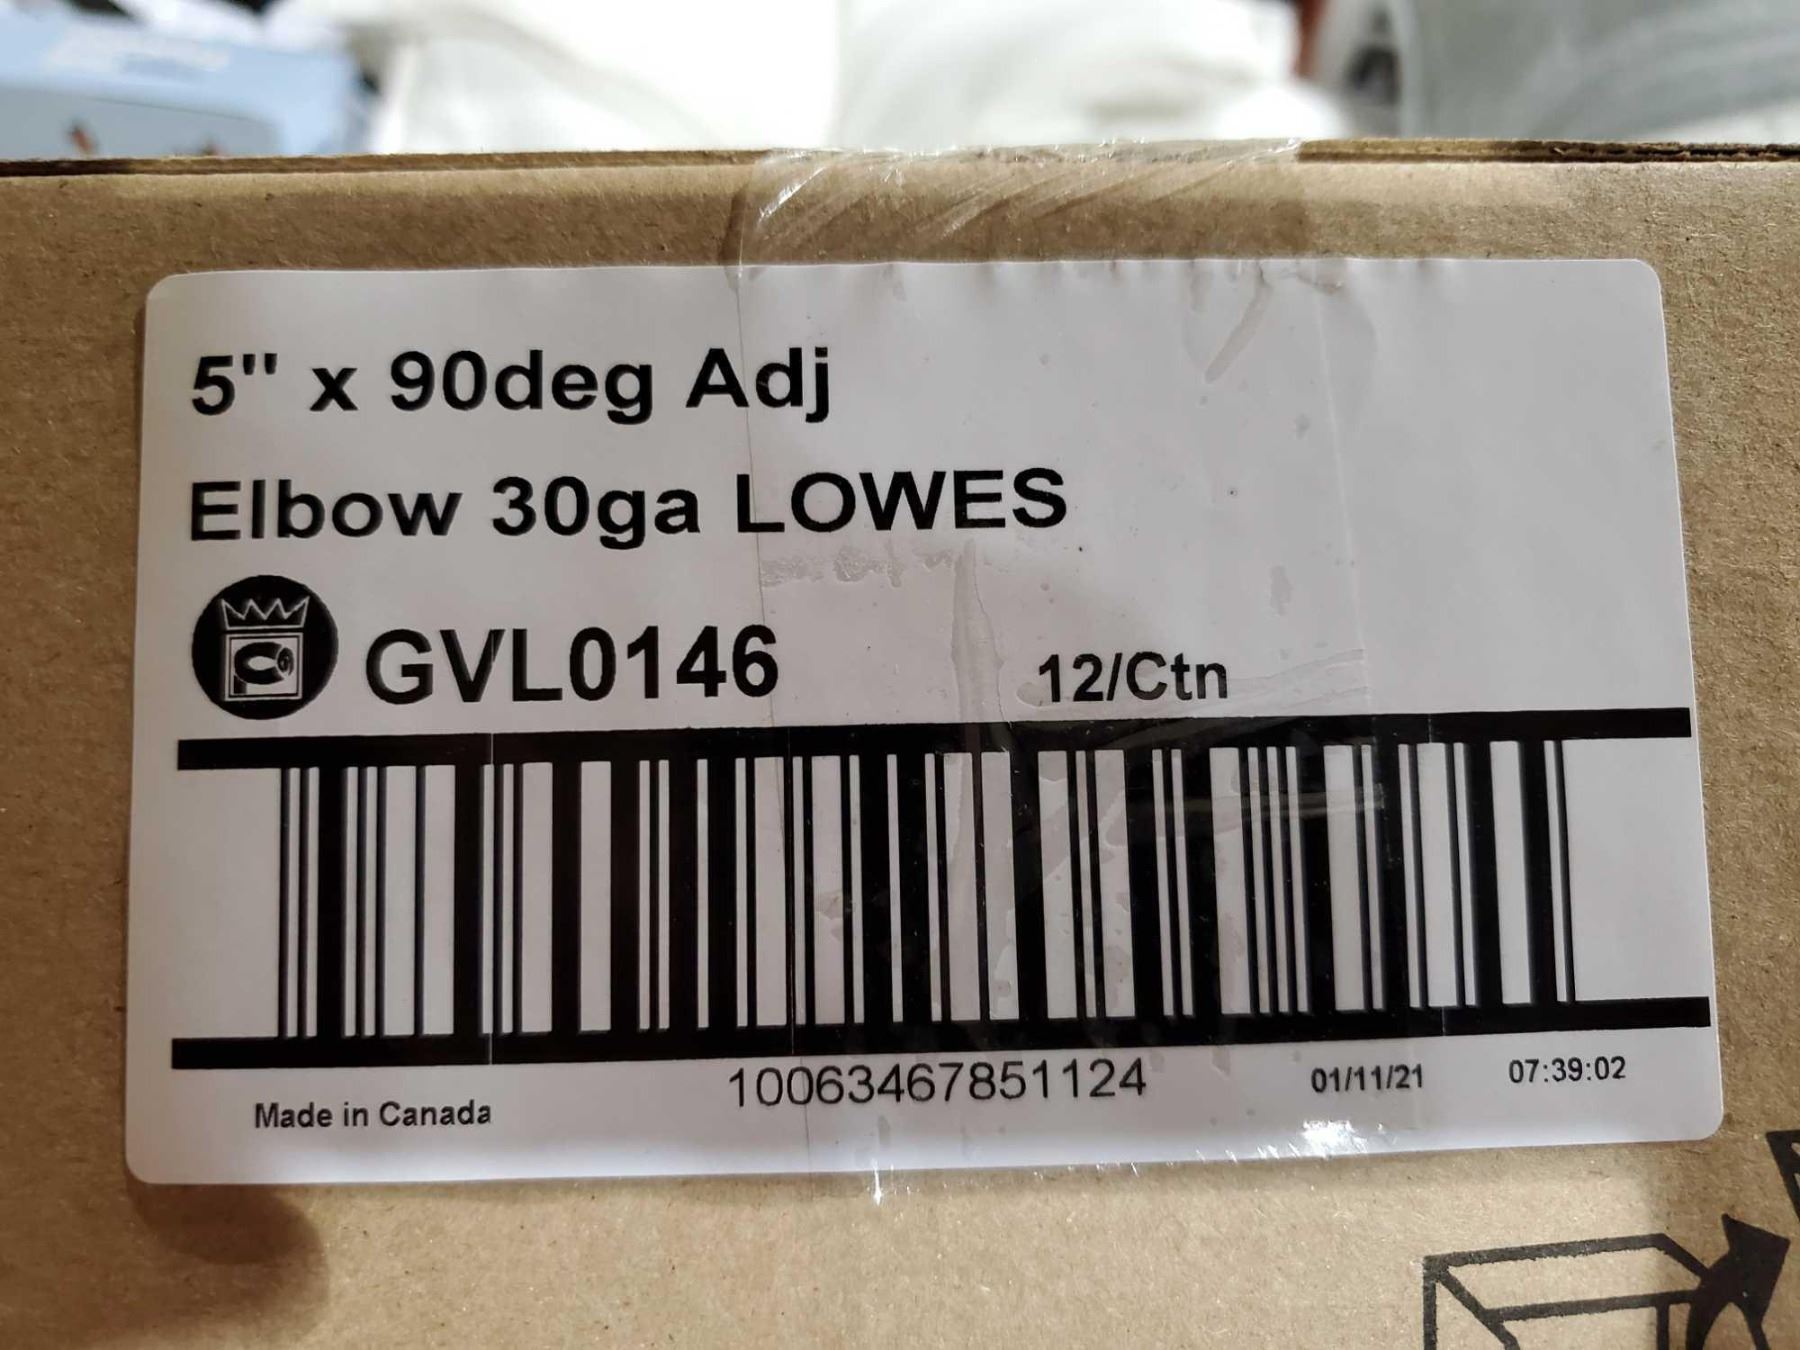 5" x 90deg Adj
Elbow 30ga LOWES
GVL0146 12/Ctn
10063467851124 01/11/21 07:39:02
Made in Canada